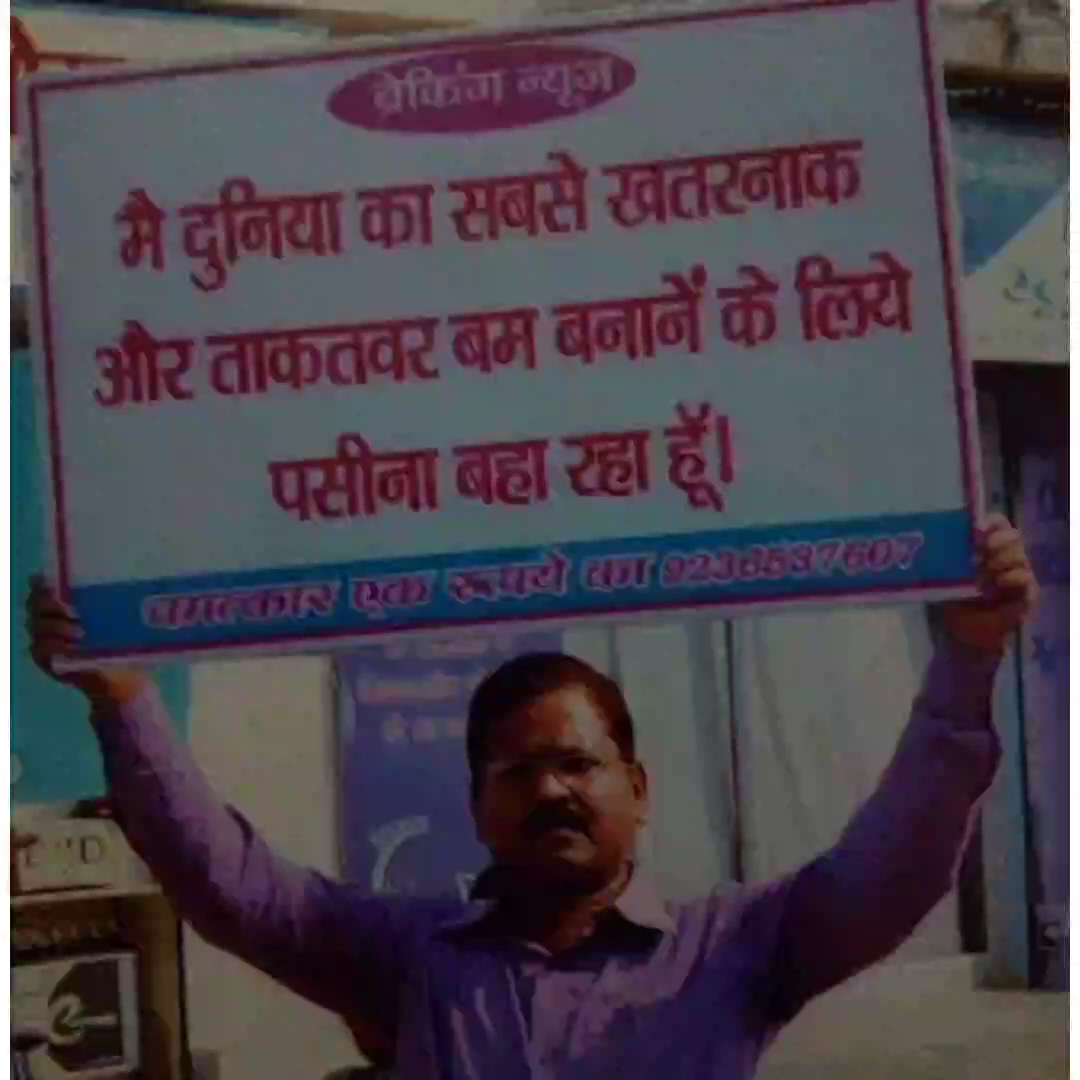 ब्रेकिंग न्यूज
मै दुनिया का सबसे खतरनाक
और ताकतवर बम बनानें के लिये
पसीना बहा रहा हूँ।
चमत्कार एक रूपये का